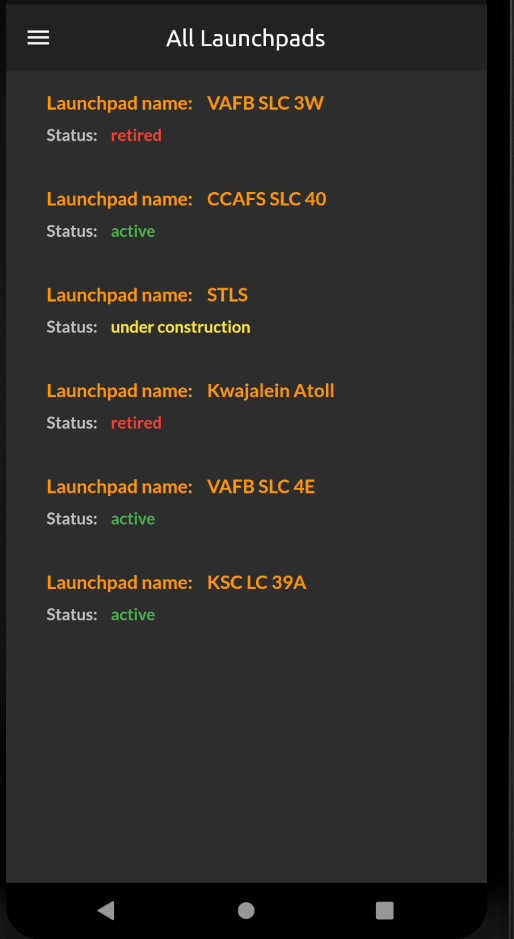 All Launchpads
Launchpad name: VAFB SLC 3W
Status: retired
Launchpad name: CCAFS SLC 40
Status: active
Launchpad name: STLS
Status: under construction
Launchpad name: Kwajalein Atoll
Status: retired
Launchpad name: VAFB SLC 4E
Status: active
Launchpad name: KSC LC 39A
Status: active